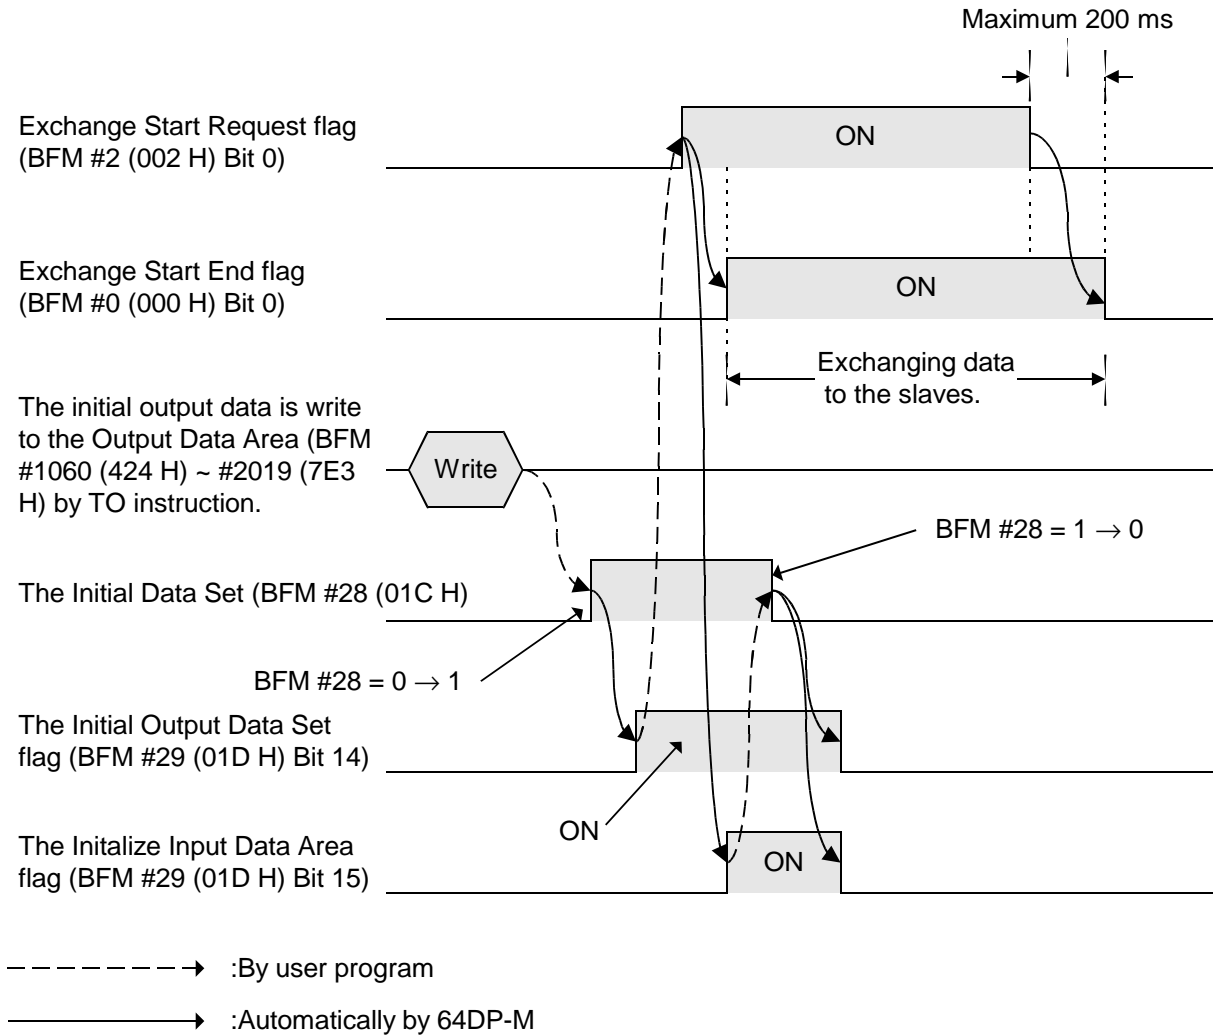 Maximum 200 ms
Exchange Start Request flag
(BFM #2 (002 H) Bit 0)
ON
Exchange Start End flag
(BFM #0 (000 H) Bit 0)
ON
Exchanging data
to the slaves.
The initial output data is write
to the Output Data Area (BFM
#1060 (424 H) ~ #2019 (7E3
H) by TO instruction.
Write
BFM #28 = 1 → 0
The Initial Data Set (BFM #28 (01C H)
BFM #28 = 0 → 1
The Initial Output Data Set
flag (BFM #29 (01D H) Bit 14)
ON
The Initalize Input Data Area
flag (BFM #29 (01D H) Bit 15)
ON
:By user program
:Automatically by 64DP-M